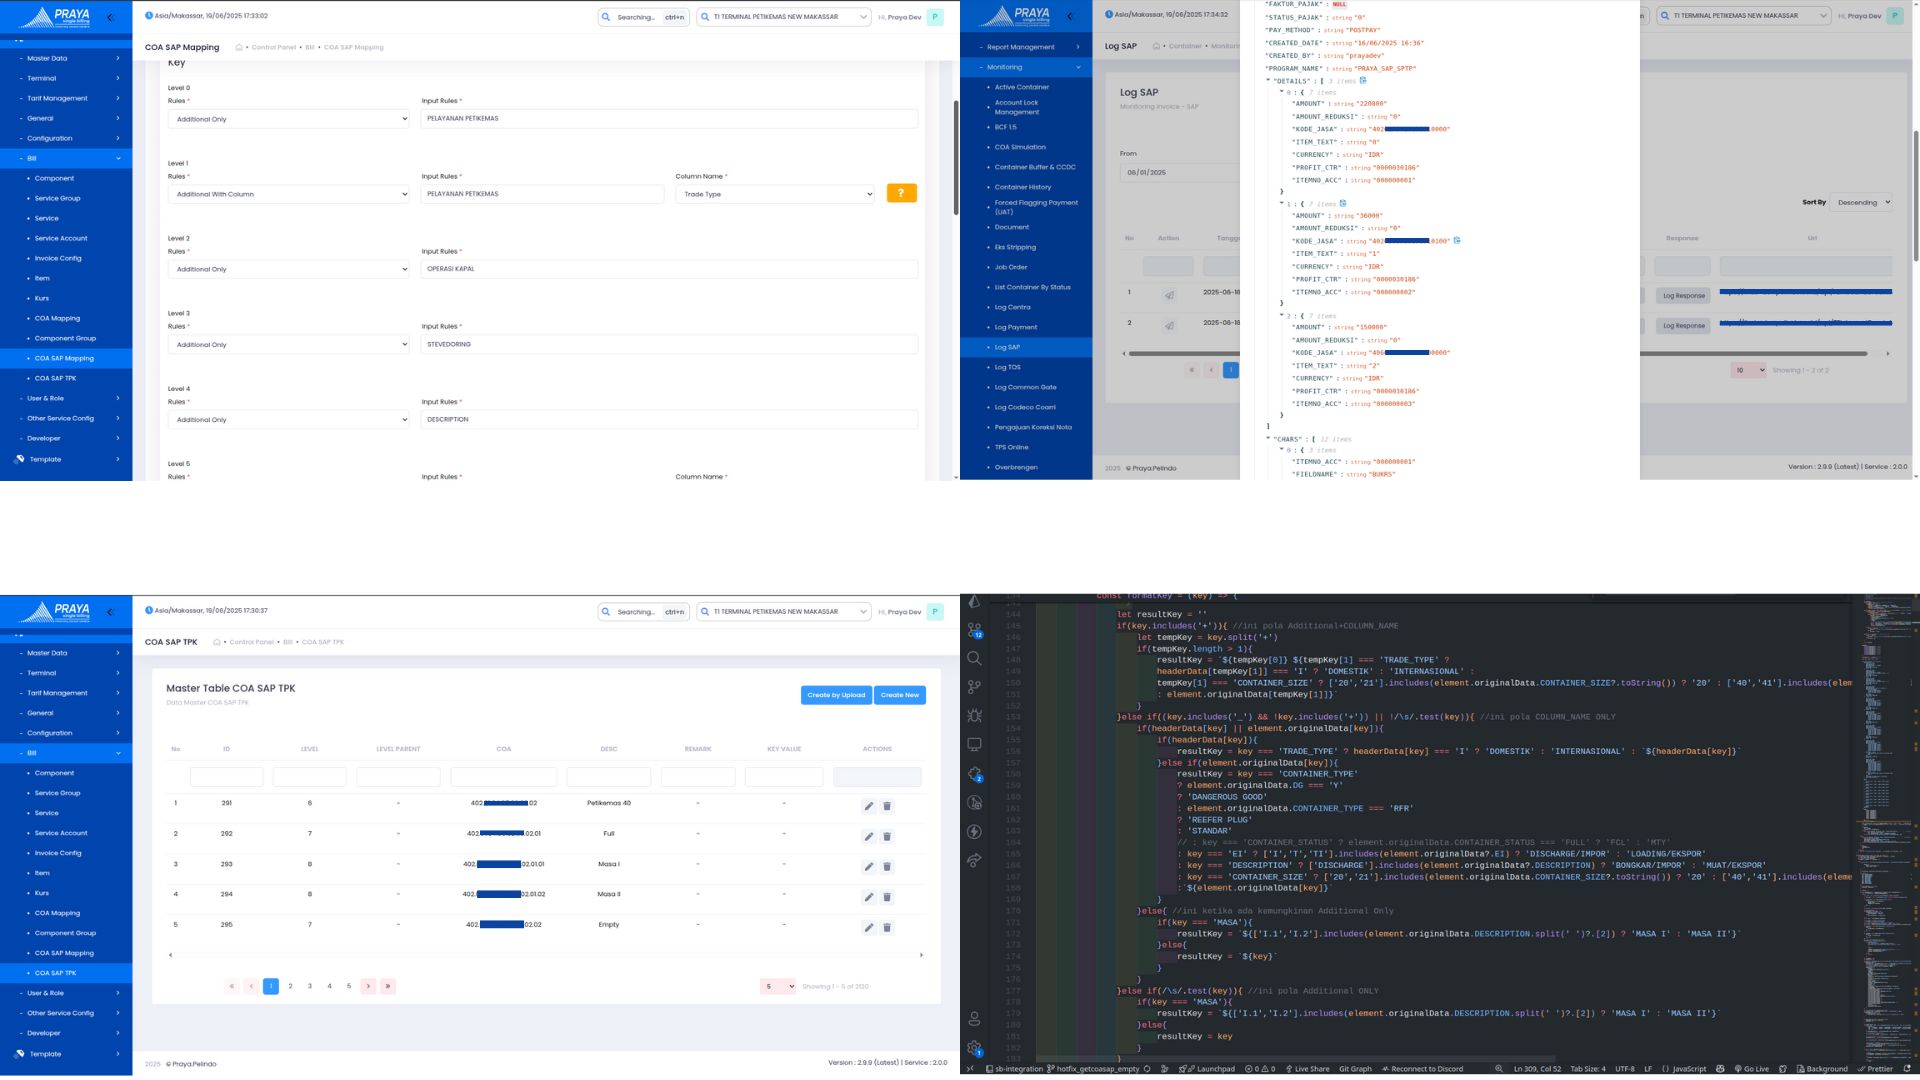 PRAYA
Asia/Makassar, 19/06/2025 17:33:02
Searching... ctrl+n
TI TERMINAL PETIKEMAS NEW MAKASSAR
Hi, Praya Dev
P
COA SAP Mapping
Control Panel • Bill • COA SAP Mapping
Master Data
Terminal
Tarif Management
General
Configuration
Bill
Component
Service Group
Service
Service Account
Invoice Config
Item
Kurs
COA Mapping
Component Group
COA SAP Mapping
COA SAP TPK
User & Role
Other Service Config
Developer
Template
Key
Level 0
Rules * Input Rules *
Additional Only PELAYANAN PETIKEMAS
Level 1
Rules * Input Rules * Column Name *
Additional With Column PELAYANAN PETIKEMAS Trade Type ?
Level 2
Rules * Input Rules *
Additional Only OPERASI KAPAL
Level 3
Rules * Input Rules *
Additional Only STEVEDORING
Level 4
Rules * Input Rules *
Additional Only DESCRIPTION
Level 5
Rules * Input Rules * Column Name *
PRAYA
Asia/Makassar, 19/06/2025 17:34:32
TI TERMINAL PETIKEMAS NEW MAKASSAR
Hi, Praya Dev
P
Log SAP
Container • Monitorin
Report Management
Monitoring
Active Container
Account Lock
Management
BCF 1.5
COA Simulation
Container Buffer & CCDC
Container History
Forced Flagging Payment
(UAT)
Document
Eks Stripping
Job Order
List Container By Status
Log Centra
Log Payment
Log SAP
Log TOS
Log Common Gate
Log Codeco Coarri
Pengajuan Koreksi Nota
TPS Online
Overbrengen
Log SAP
Monitoring Invoice - SAP
From
06/01/2025
Sort By Descending
No Action Tangga Response Url
1 2025-06-16 Log Response
2 2025-06-16 Log Response
« ‹ 1
10 Showing 1 - 2 of 2
2025 © Praya.Pelindo
Version : 2.9.9 (Latest) | Service : 2.0.0
"FAKTUR_PAJAK" : NULL
"STATUS_PAJAK" : string "0"
"PAY_METHOD" : string "POSTPAY"
"CREATED_DATE" : string "16/06/2025 16:36"
"CREATED_BY" : string "prayadev"
"PROGRAM_NAME" : string "PRAYA_SAP_SPTP"
"DETAILS" : [ 3 items
0 : { 7 items
"AMOUNT" : string "220800"
"AMOUNT_REDUKSI" : string "0"
"KODE_JASA" : string "402 0000"
"ITEM_TEXT" : string "0"
"CURRENCY" : string "IDR"
"PROFIT_CTR" : string "0000030186"
"ITEMNO_ACC" : string "000000001"
}
1 : { 7 items
"AMOUNT" : string "36000"
"AMOUNT_REDUKSI" : string "0"
"KODE_JASA" : string "402 0100"
"ITEM_TEXT" : string "1"
"CURRENCY" : string "IDR"
"PROFIT_CTR" : string "0000030186"
"ITEMNO_ACC" : string "000000002"
}
2 : { 7 items
"AMOUNT" : string "150000"
"AMOUNT_REDUKSI" : string "0"
"KODE_JASA" : string "406 0000"
"ITEM_TEXT" : string "2"
"CURRENCY" : string "IDR"
"PROFIT_CTR" : string "0000030186"
"ITEMNO_ACC" : string "000000003"
}
]
"CHARS" : [ 12 items
0 : { 3 items
"ITEMNO_ACC" : string "000000001"
"FIELDNAME" : string "BUKRS"
PRAYA
Asia/Makassar, 19/06/2025 17:30:37
Searching... ctrl+n
TI TERMINAL PETIKEMAS NEW MAKASSAR
Hi, Praya Dev
P
COA SAP TPK
Control Panel • Bill • COA SAP TPK
Master Data
Terminal
Tarif Management
General
Configuration
Bill
Component
Service Group
Service
Service Account
Invoice Config
Item
Kurs
COA Mapping
Component Group
COA SAP Mapping
COA SAP TPK
User & Role
Other Service Config
Developer
Template
Master Table COA SAP TPK
Data Master COA SAP TPK
Create by Upload Create New
No ID LEVEL LEVEL PARENT COA DESC REMARK KEY VALUE ACTIONS
1 291 6 - 402. 02 Petikemas 40 - -
2 292 7 - 402. 02.01 Full - -
3 293 8 - 402. 02.01.01 Masa I - -
4 294 8 - 402. 02.01.02 Masa II - -
5 295 7 - 402. 02.02 Empty - -
« ‹ 1 2 3 4 5 › »
5 Showing 1 - 5 of 2120
2025 © Praya.Pelindo
Version : 2.9.9 (Latest) | Service : 2.0.0
const formatKey = (key) => {
144 let resultKey = ''
145 if(key.includes('+')){ //ini pola Additional+COLUMN_NAME
146 let tempKey = key.split('+')
147 if(tempKey.length > 1){
148 resultKey = `${tempKey[0]} ${tempKey[1] === 'TRADE_TYPE' ?
149 headerData[tempKey[1]] === 'I' ? 'DOMESTIK' : 'INTERNASIONAL' :
150 tempKey[1] === 'CONTAINER_SIZE' ? ['20','21'].includes(element.originalData.CONTAINER_SIZE?.toString()) ? '20' : ['40','41'].includes(elem
151 : element.originalData[tempKey[1]]}`
152 }
153 }else if((key.includes('_') && !key.includes('+')) || !/\s/.test(key)){ //ini pola COLUMN_NAME ONLY
154 if(headerData[key] || element.originalData[key]){
155 if(headerData[key]){
156 resultKey = key === 'TRADE_TYPE' ? headerData[key] === 'I' ? 'DOMESTIK' : 'INTERNASIONAL' : `${headerData[key]}`
157 }else if(element.originalData[key]){
158 resultKey = key === 'CONTAINER_TYPE'
159 ? element.originalData.DG === 'Y'
160 ? 'DANGEROUS GOOD'
161 : element.originalData.CONTAINER_TYPE === 'RFR'
162 ? 'REEFER PLUG'
163 : 'STANDAR'
164 // : key === 'CONTAINER_STATUS' ? element.originalData.CONTAINER_STATUS === 'FULL' ? 'FCL' : 'MTY'
165 : key === 'EI' ? ['I','T','TI'].includes(element.originalData?.EI) ? 'DISCHARGE/IMPOR' : 'LOADING/EKSPOR'
166 : key === 'DESCRIPTION' ? ['DISCHARGE'].includes(element.originalData?.DESCRIPTION) ? 'BONGKAR/IMPOR' : 'MUAT/EKSPOR'
167 : key === 'CONTAINER_SIZE' ? ['20','21'].includes(element.originalData.CONTAINER_SIZE?.toString()) ? '20' : ['40','41'].includes(eleme
168 :`${element.originalData[key]}`
169 }
170 }else{ //ini ketika ada kemungkinan Additional Only
171 if(key === 'MASA'){
172 resultKey = `${['I.1','I.2'].includes(element.originalData.DESCRIPTION.split(' ')?.[2]) ? 'MASA I' : 'MASA II'}`
173 }else{
174 resultKey = `${key}`
175 }
176 }
177 }else if(/\s/.test(key)){ //ini pola Additional ONLY
178 if(key === 'MASA'){
179 resultKey = `${['I.1','I.2'].includes(element.originalData.DESCRIPTION.split(' ')?.[2]) ? 'MASA I' : 'MASA II'}`
180 }else{
181 resultKey = key
182 }
183 }
sb-integration hotfix_getcoasap_empty Launchpad 0 0 Live Share Git Graph Reconnect to Discord Ln 309, Col 52 Tab Size: 4 UTF-8 LF JavaScript Go Live Background Prettier